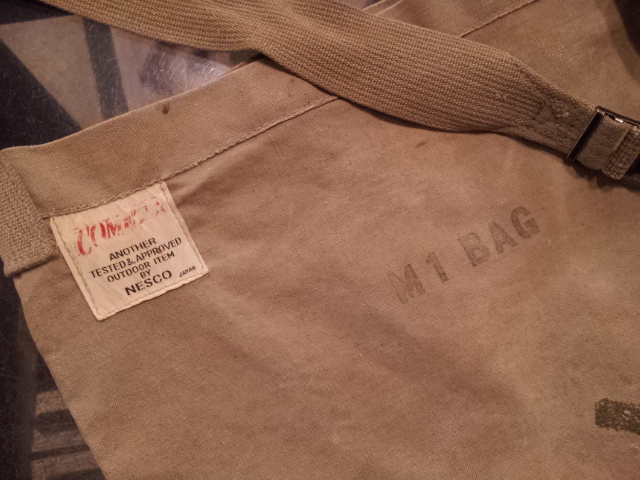 ANOTHER
TESTED & APPROVED
OUTDOOR ITEM
BY
NESCO JAPAN
M1 BAG